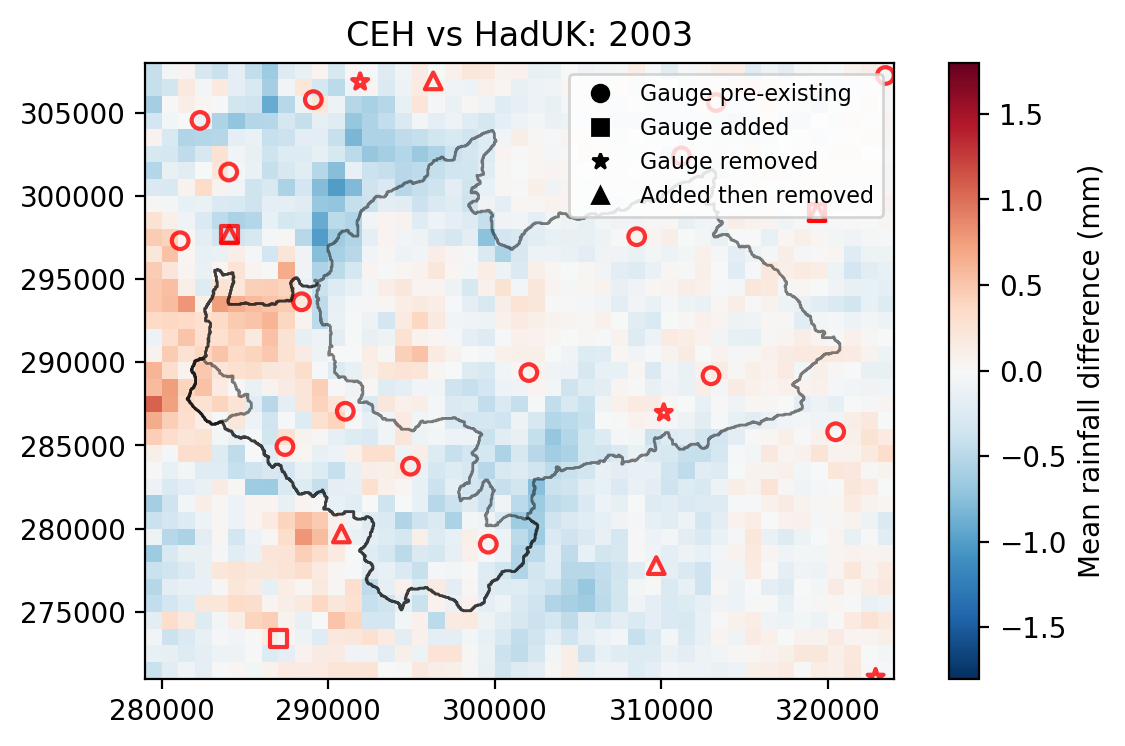 CEH vs HadUK: 2003
Gauge pre-existing
Gauge added
Gauge removed
Added then removed
305000
300000
295000
290000
285000
280000
275000
280000 290000 300000 310000 320000
1.5
1.0
0.5
0.0
−0.5
−1.0
−1.5
Mean rainfall difference (mm)